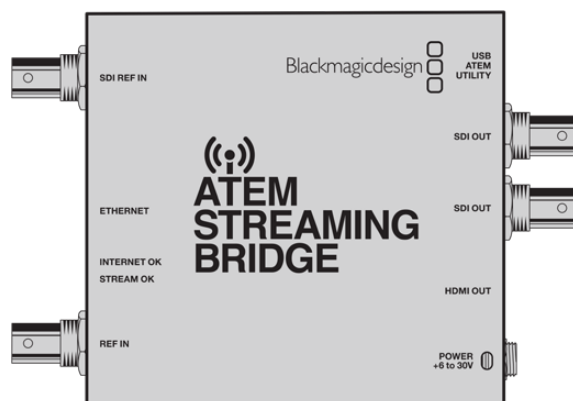 SDI REF IN
ETHERNET
INTERNET OK
STREAM OK
REF IN
Blackmagicdesign
ATEM
STREAMING
BRIDGE
USB
ATEM
UTILITY
SDI OUT
SDI OUT
HDMI OUT
POWER
+6 to 30V